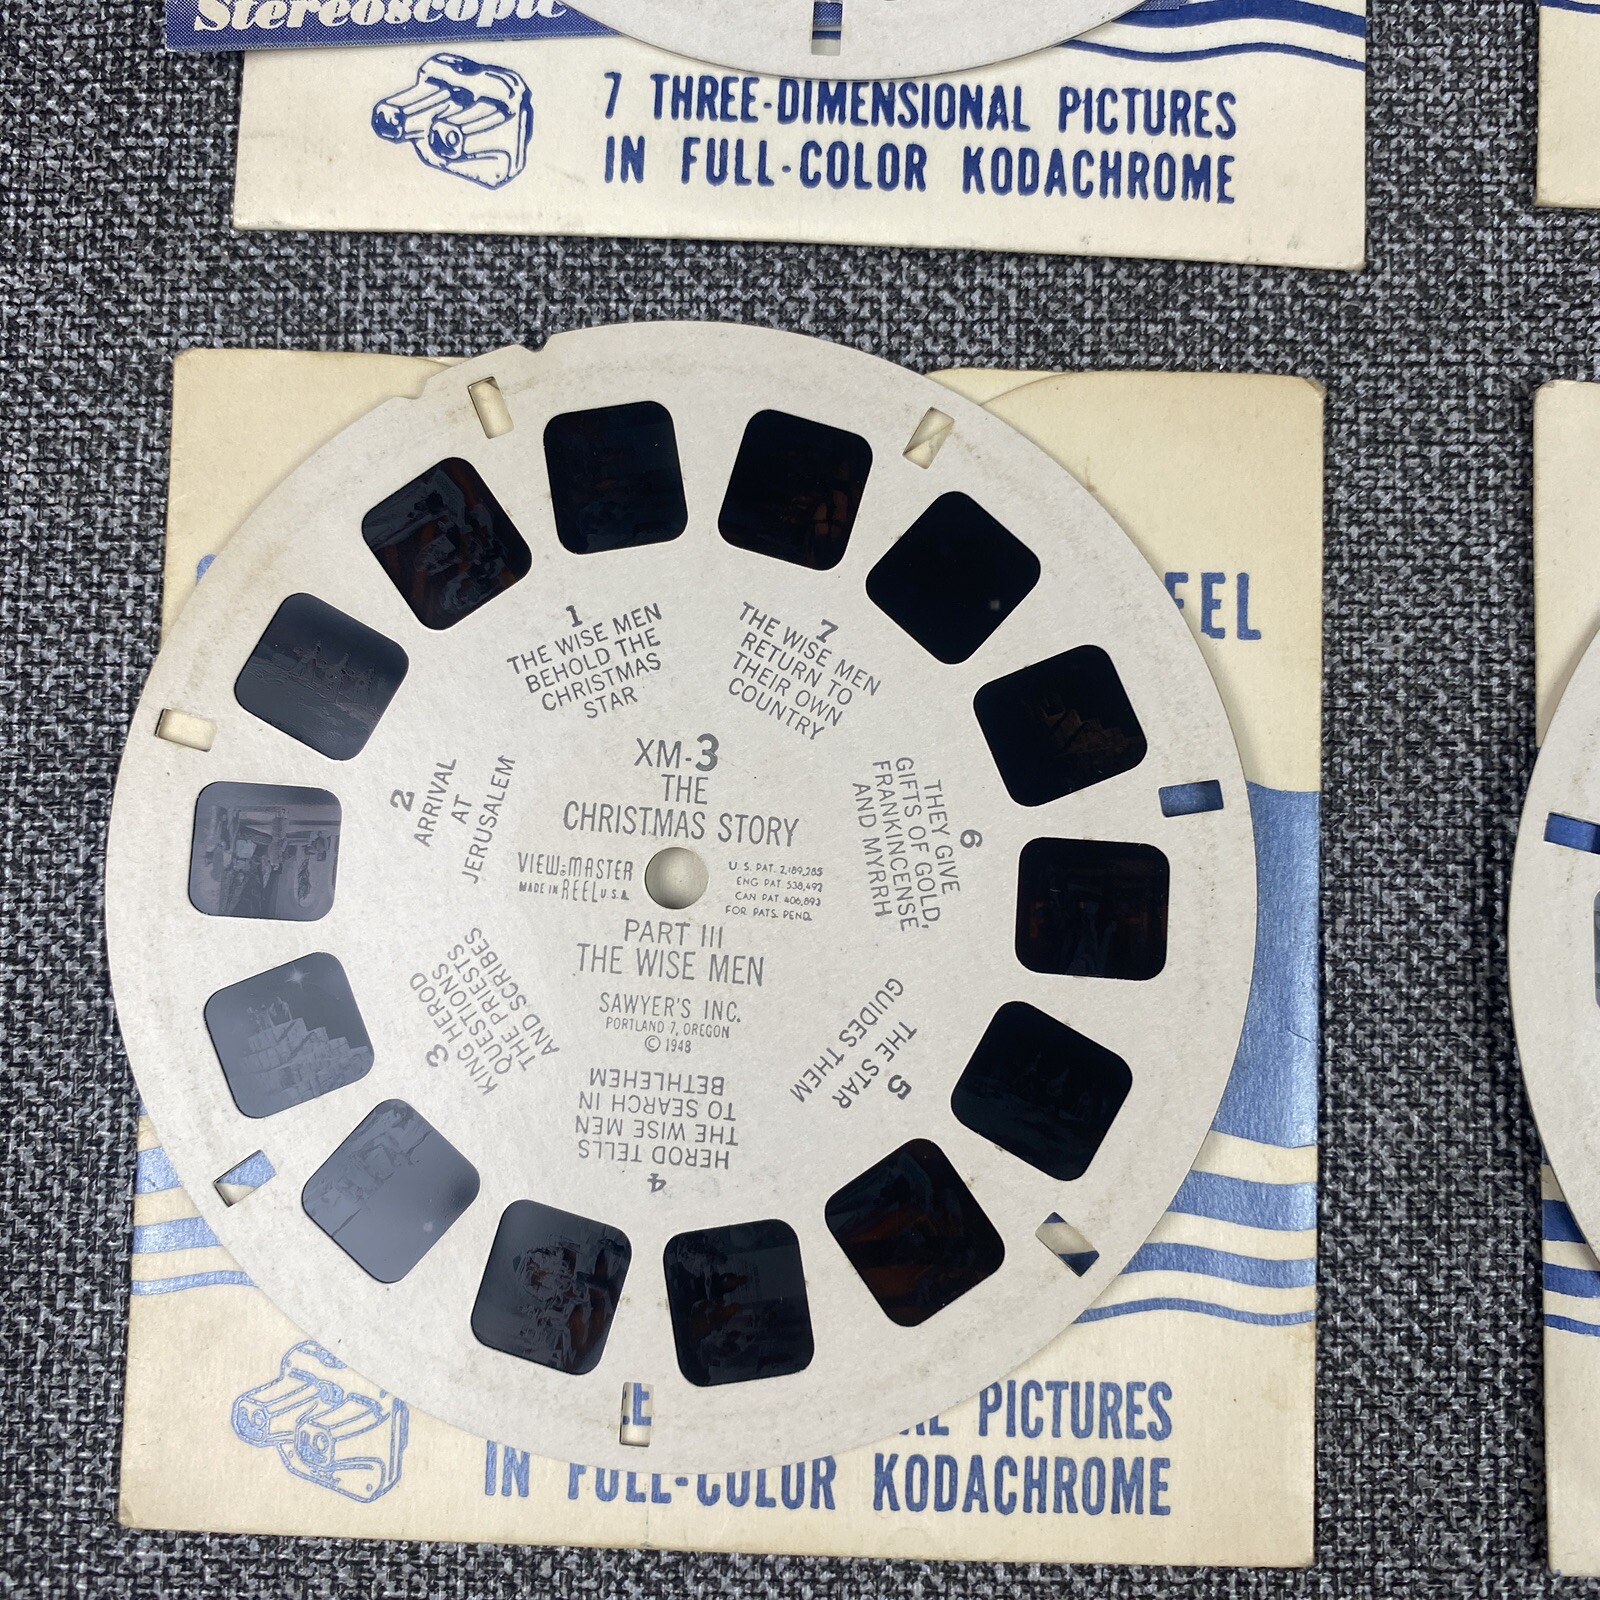 Stereoscopic
7 THREE-DIMENSIONAL PICTURES
IN FULL-COLOR KODACHROME
1
THE WISE MEN
BEHOLD THE
CHRISTMAS
STAR
7
THE WISE MEN
RETURN TO
THEIR OWN
COUNTRY
2
ARRIVAL
AT
JERUSALEM
XM-3
THE
CHRISTMAS STORY
VIEW-MASTER
MADE IN REEL U.S.A.
U.S. PAT. 2,189,285
ENG PAT 538,492
CAN PAT 406,893
FOR PATS. PEND.
PART III
THE WISE MEN
SAWYER'S INC.
PORTLAND 7, OREGON
© 1948
6
THEY GIVE
GIFTS OF GOLD,
FRANKINCENSE
AND MYRRH
3
KING HEROD
QUESTIONS
THE PRIESTS
AND SCRIBES
5
THE STAR
GUIDES THEM
4
HEROD TELLS
THE WISE MEN
TO SEARCH IN
BETHLEHEM
EEL
PICTURES
IN FULL-COLOR KODACHROME